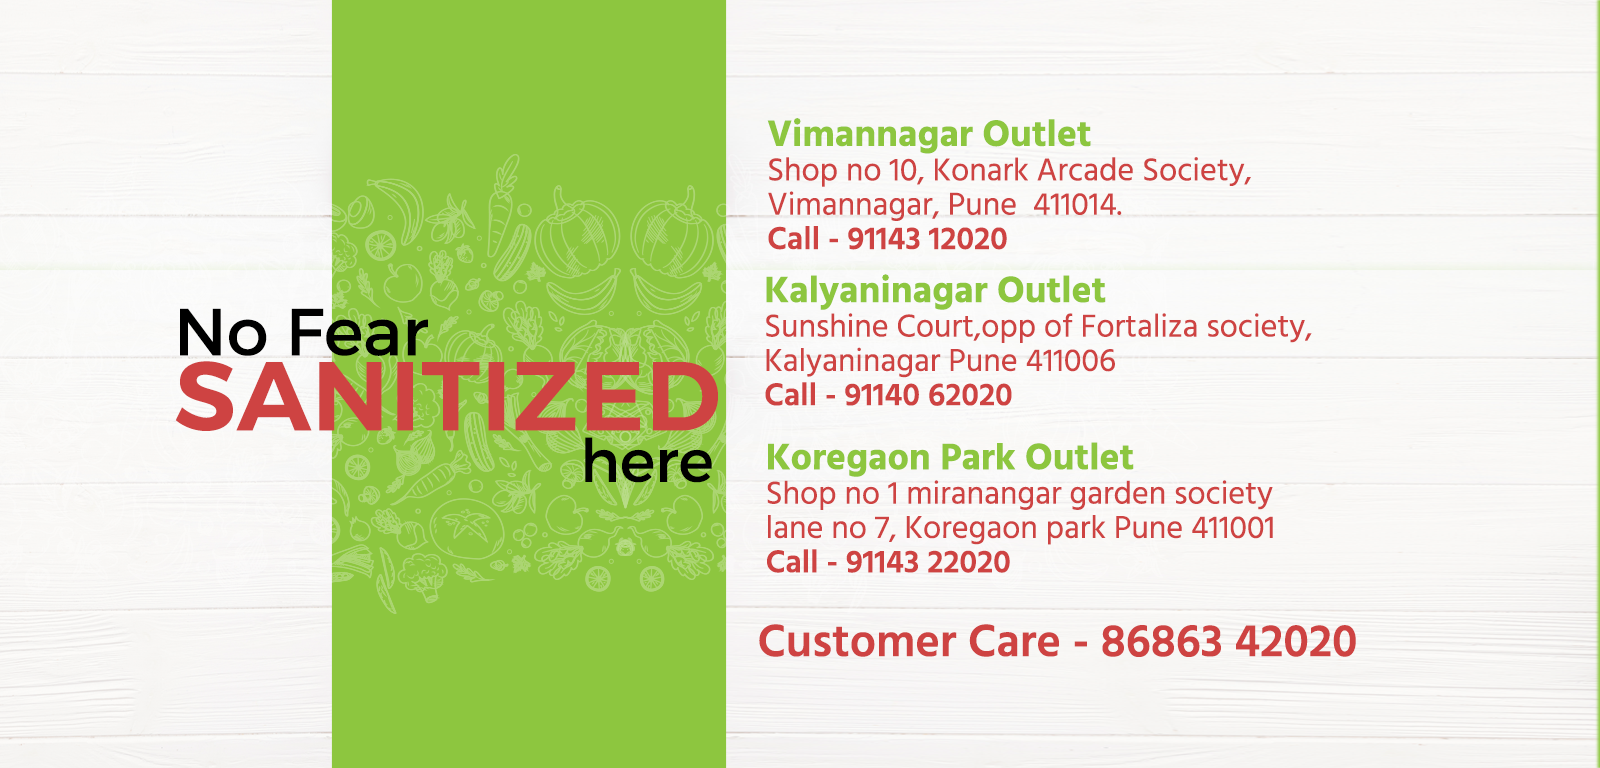 No Fear
SANITIZED
here
Vimannagar Outlet
Shop no 10, Konark Arcade Society,
Vimannagar, Pune  411014.
Call - 91143 12020
Kalyaninagar Outlet
Sunshine Court,opp of Fortaliza society,
Kalyaninagar Pune 411006
Call - 91140 62020
Koregaon Park Outlet
Shop no 1 miranangar garden society
lane no 7, Koregaon park Pune 411001
Call - 91143 22020
Customer Care - 86863 42020